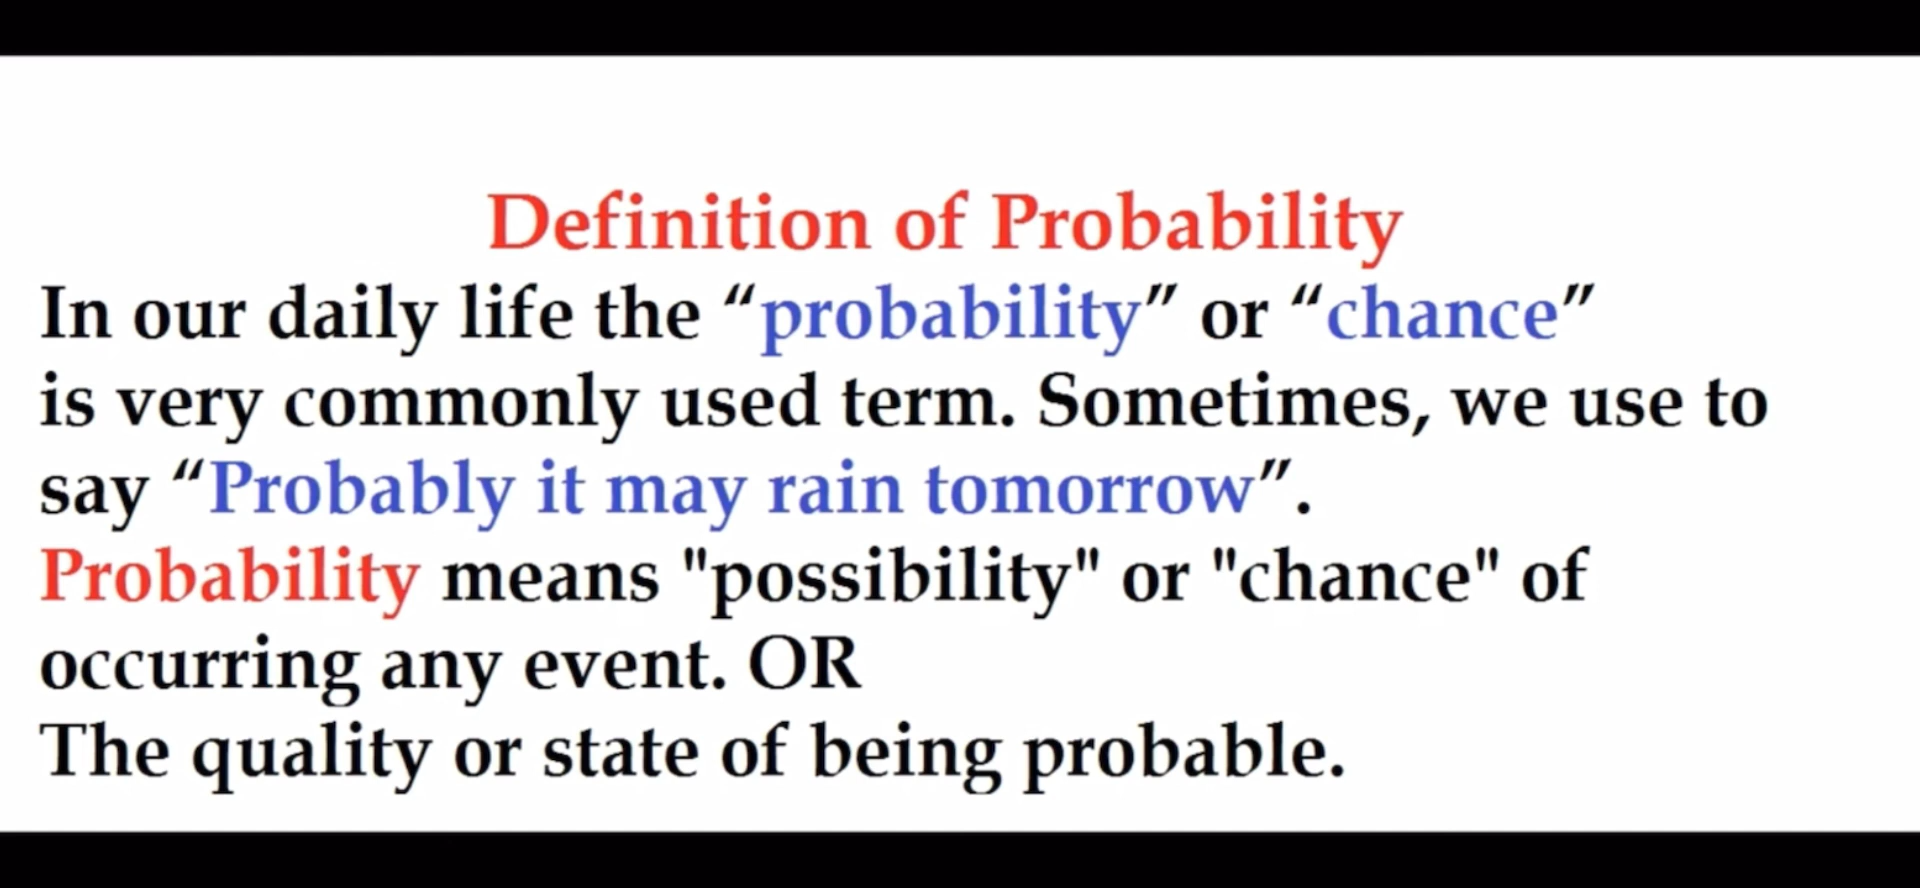 Definition of Probability
In our daily life the “probability” or “chance”
is very commonly used term. Sometimes, we use to
say “Probably it may rain tomorrow”.
Probability means "possibility" or "chance" of
occurring any event. OR
The quality or state of being probable.